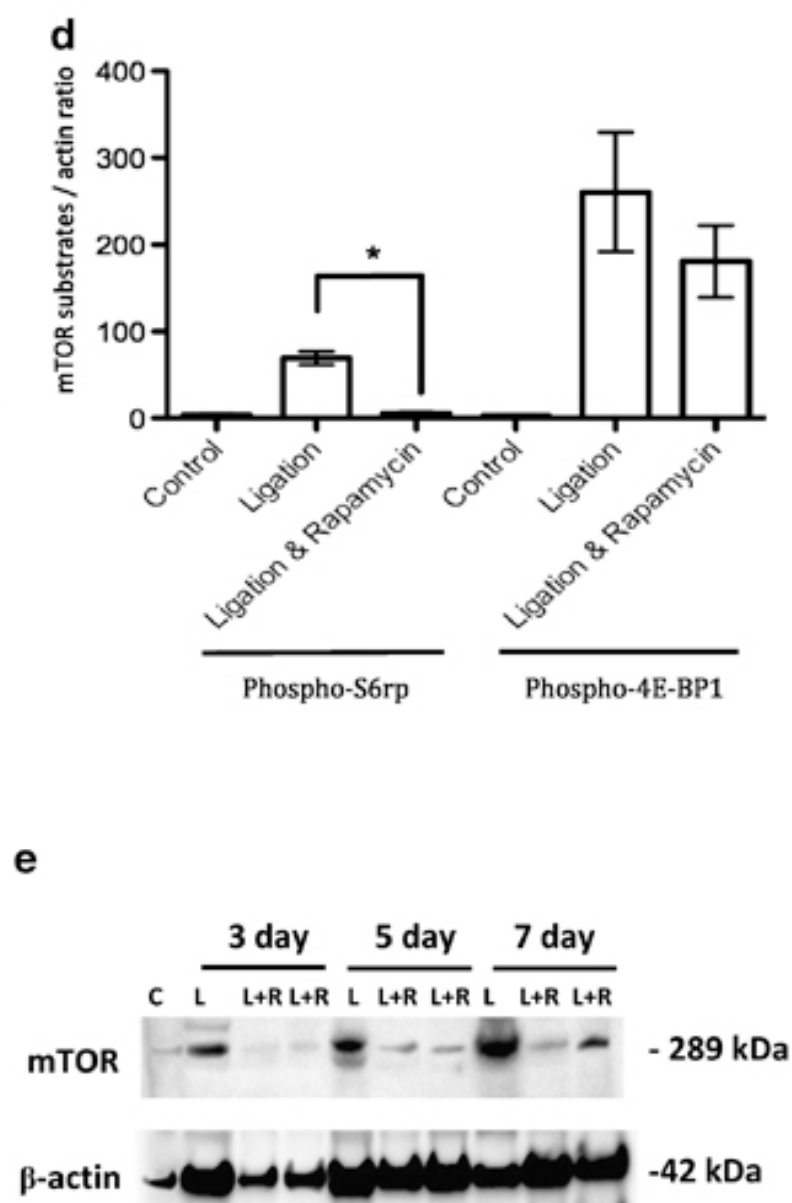 d
mTOR substrates / actin ratio
400
300
200
100
0
*
Control
Ligation
Ligation & Rapamycin
Control
Ligation
Ligation & Rapamycin
Phospho-S6rp
Phospho-4E-BP1
e
3 day 5 day 7 day
C L L+R L+R L L+R L+R L L+R L+R
mTOR - 289 kDa
β-actin -42 kDa